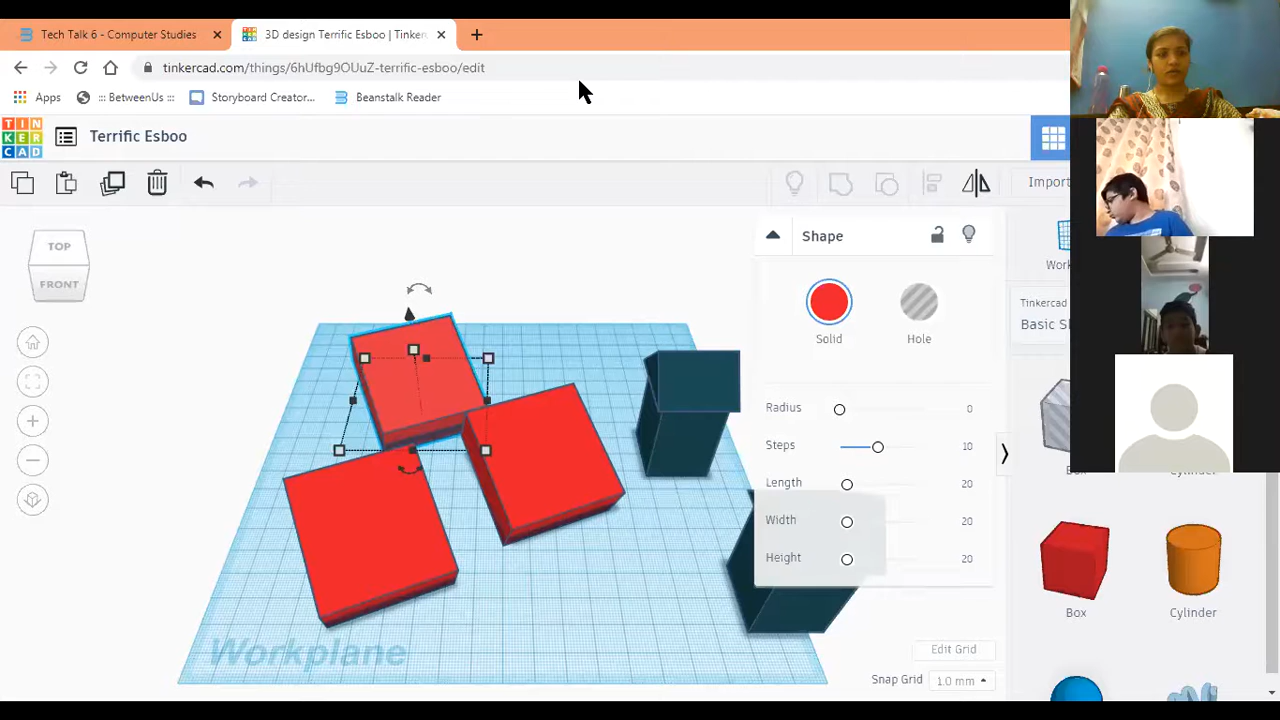 Tech Talk 6 - Computer Studies
3D design Terrific Esboo | Tinker
tinkercad.com/things/6hUfbg9OUuZ-terrific-esboo/edit
Apps
::: BetweenUs :::
Storyboard Creator...
Beanstalk Reader
TIN
KER
CAD
Terrific Esboo
Import
TOP
FRONT
Shape
Solid
Hole
Radius 0
Steps 10
Length 20
Width 20
Height 20
Work
Tinkercad
Basic S
Box
Cylinder
Box
Cylinder
Workplane
Edit Grid
Snap Grid 1.0 mm